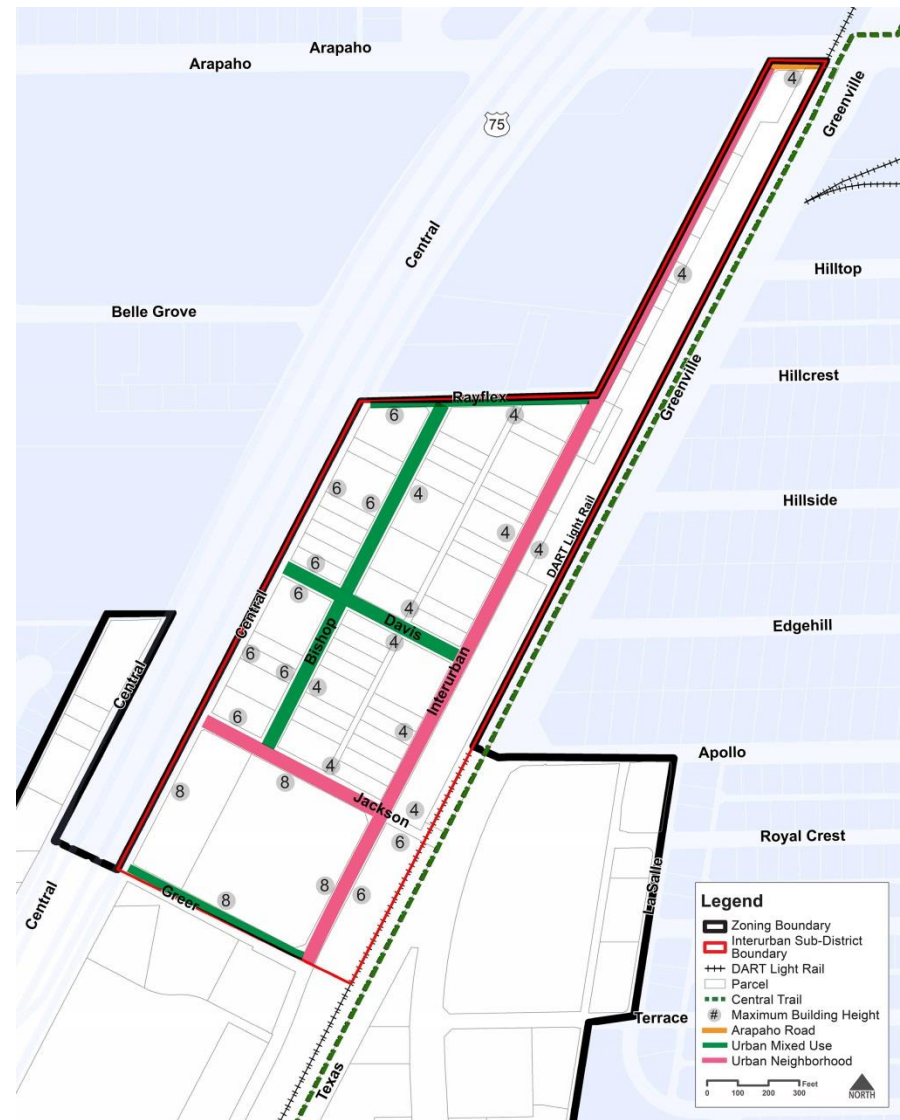 Arapaho
Arapaho
4
Greenville
75
Central
Hilltop
4
Belle Grove
Greenville
Hillcrest
Rayflex
6
4
6
6
4
Hillside
4
4
DART Light Rail
6
6
4
Central
Bishop
Davis
4
Edgehill
6
6
4
Interurban
Central
6
4
4
Apollo
8
8
Jackson
4
6
Royal Crest
Greer
8
8
6
LaSalle
Central
Terrace
Texas
Legend
Zoning Boundary
Interurban Sub-District
Boundary
DART Light Rail
Parcel
Central Trail
# Maximum Building Height
Arapaho Road
Urban Mixed Use
Urban Neighborhood
0 100 200 300 Feet
NORTH